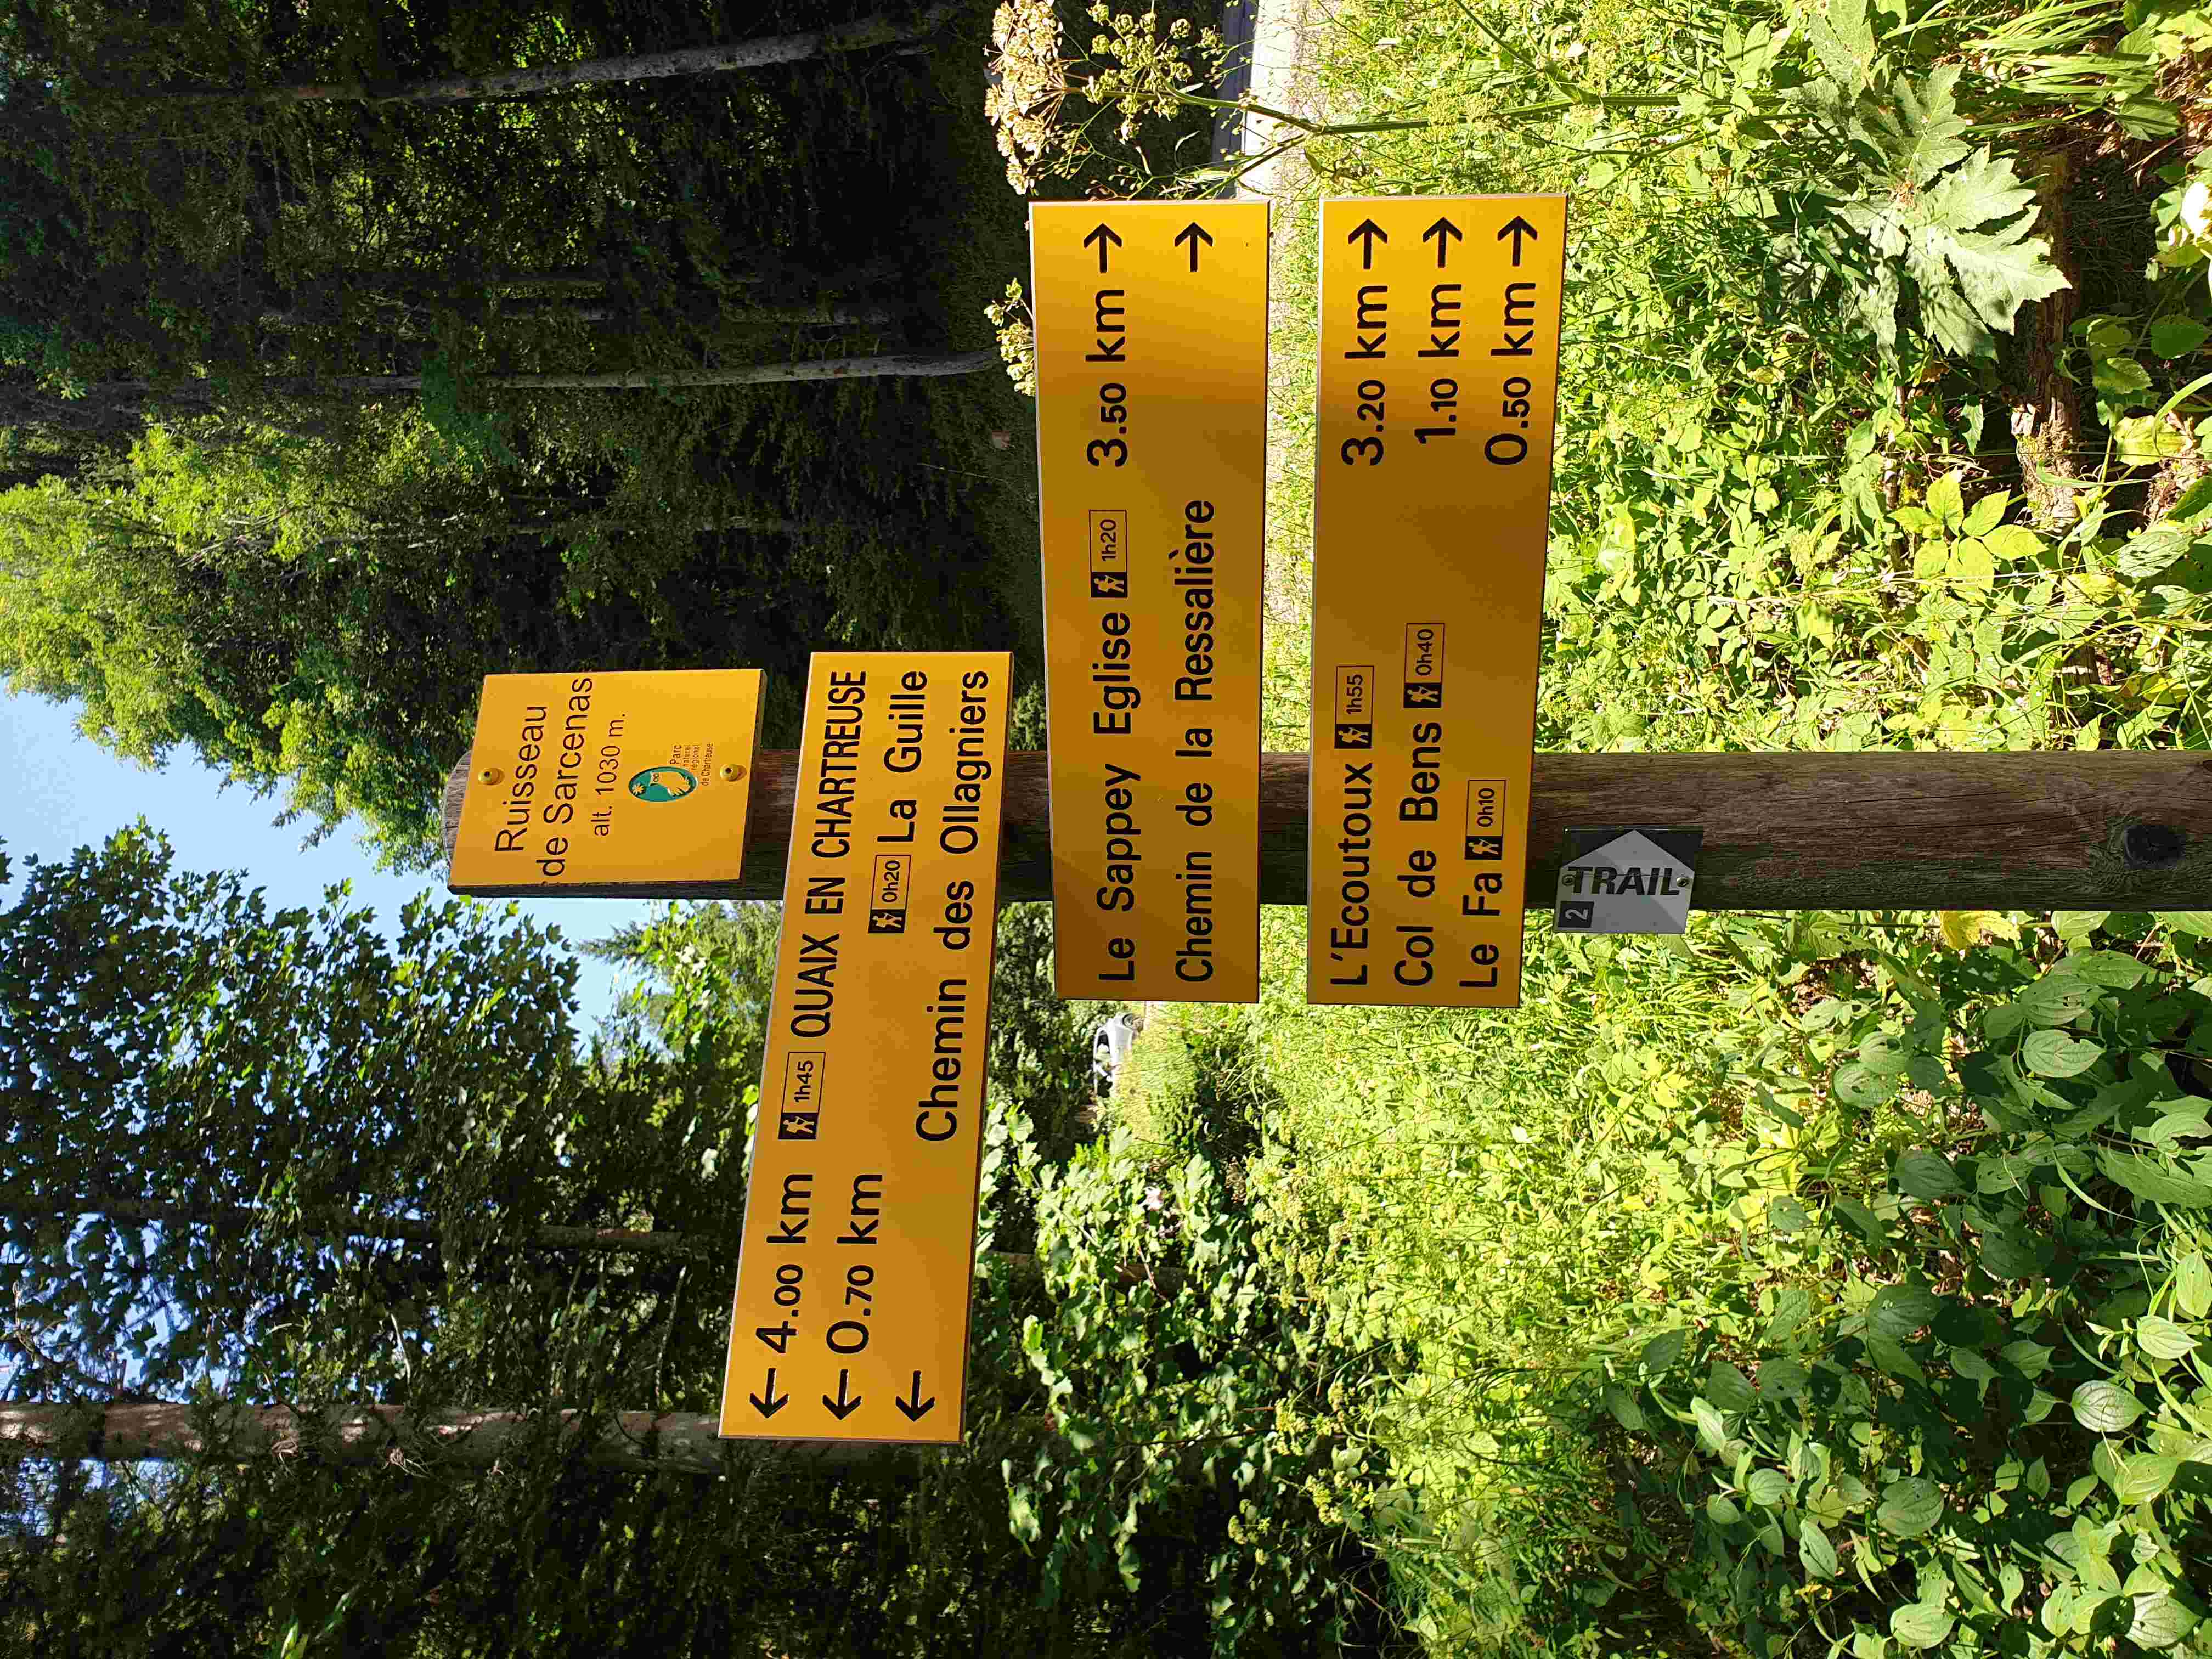 Ruisseau
de Sarcenas
alt. 1030 m.
Parc
naturel
régional
de Chartreuse
← 4.00 km 1h45 QUAIX EN CHARTREUSE
← 0.70 km 0h20 La Guille
← Chemin des Ollagniers
Le Sappey Eglise 1h20 3.50 km →
Chemin de la Ressalière →
L'Ecoutoux 1h55 3.20 km →
Col de Bens 0h40 1.10 km →
Le Fa 0h10 0.50 km →
2
TRAIL